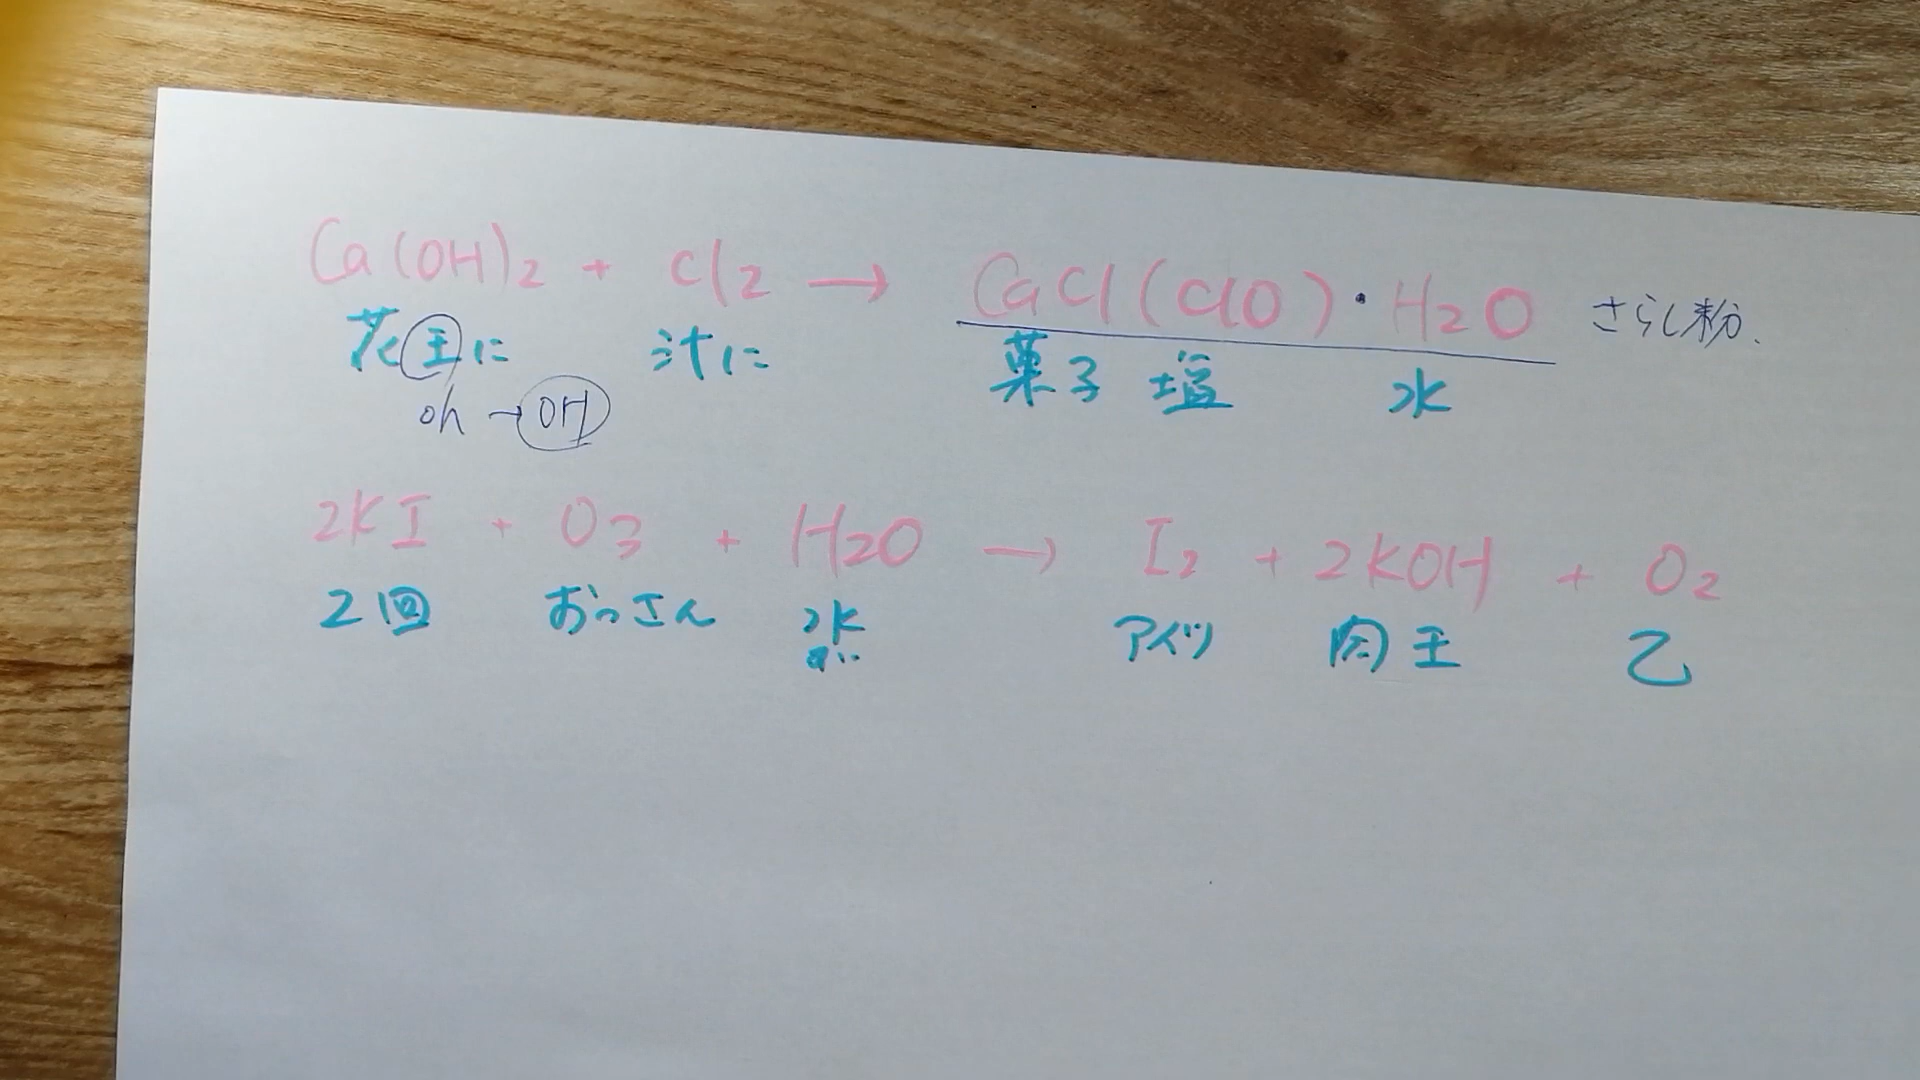 Ca(OH)2 + Cl2 → CaCl(ClO)・H2O さらし粉.
花王に 汁に 菓子 塩 水
oh → OH
2KI + O3 + H2O → I2 + 2KOH + O2
2回 おっさん 水 アイツ 肉王 乙